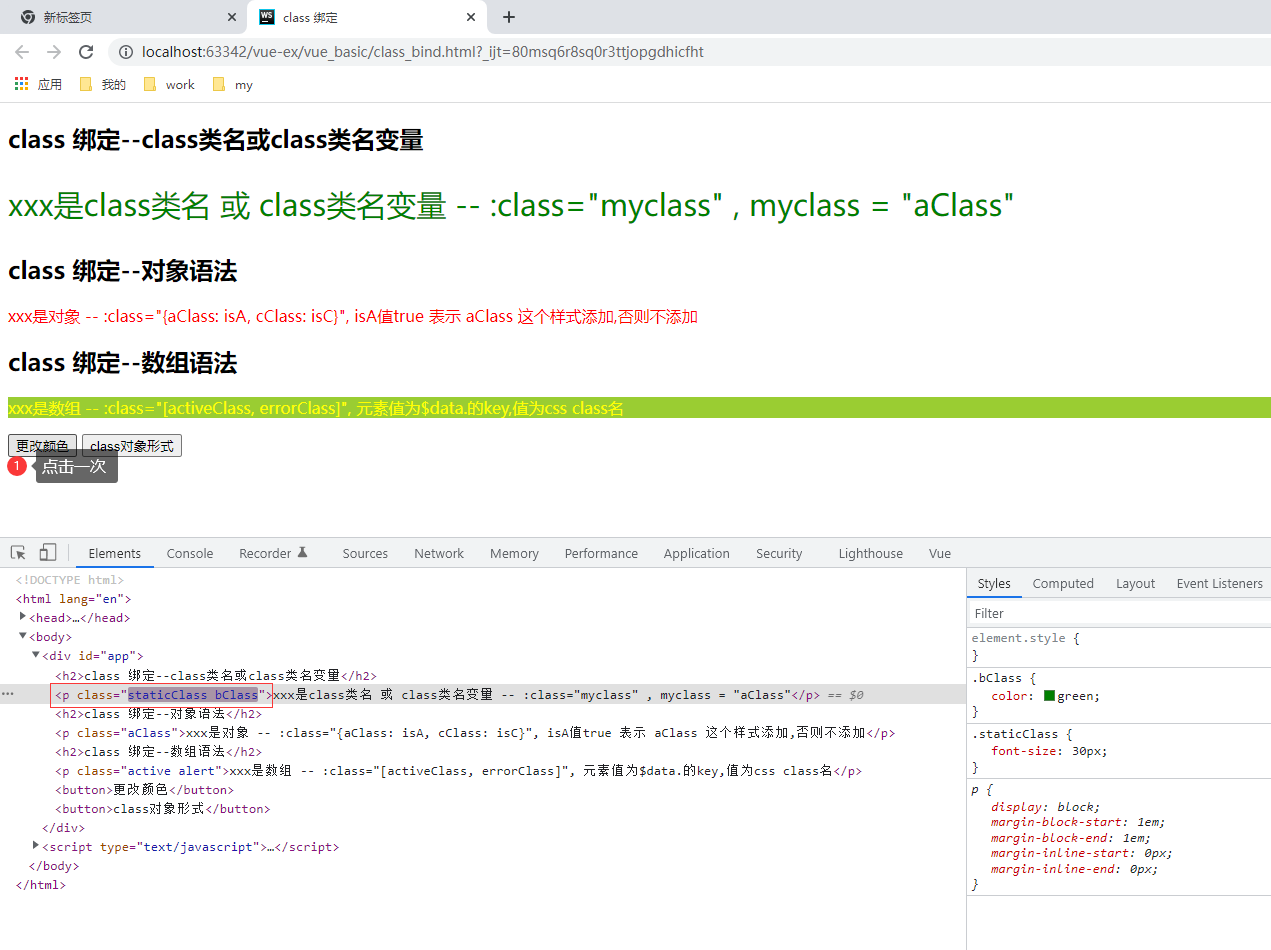 新标签页
class 绑定
localhost:63342/vue-ex/vue_basic/class_bind.html?_ijt=80msq6r8sq0r3ttjopgdhicfht
应用 我的 work my
class 绑定--class类名或class类名变量
xxx是class类名 或 class类名变量 -- :class="myclass" , myclass = "aClass"
class 绑定--对象语法
xxx是对象 -- :class="{aClass: isA, cClass: isC}", isA值true 表示 aClass 这个样式添加,否则不添加
class 绑定--数组语法
xxx是数组 -- :class="[activeClass, errorClass]", 元素值为$data.的key,值为css class名
更改颜色 class对象形式
1 点击一次
Elements Console Recorder Sources Network Memory Performance Application Security Lighthouse Vue
<!DOCTYPE html>
<html lang="en">
<head>…</head>
<body>
<div id="app">
<h2>class 绑定--class类名或class类名变量</h2>
<p class="staticClass bClass">xxx是class类名 或 class类名变量 -- :class="myclass" , myclass = "aClass"</p> == $0
<h2>class 绑定--对象语法</h2>
<p class="aClass">xxx是对象 -- :class="{aClass: isA, cClass: isC}", isA值true 表示 aClass 这个样式添加,否则不添加</p>
<h2>class 绑定--数组语法</h2>
<p class="active alert">xxx是数组 -- :class="[activeClass, errorClass]", 元素值为$data.的key,值为css class名</p>
<button>更改颜色</button>
<button>class对象形式</button>
</div>
<script type="text/javascript">…</script>
</body>
</html>
Styles Computed Layout Event Listeners
Filter
element.style {
}
.bClass {
color: green;
}
.staticClass {
font-size: 30px;
}
p {
display: block;
margin-block-start: 1em;
margin-block-end: 1em;
margin-inline-start: 0px;
margin-inline-end: 0px;
}